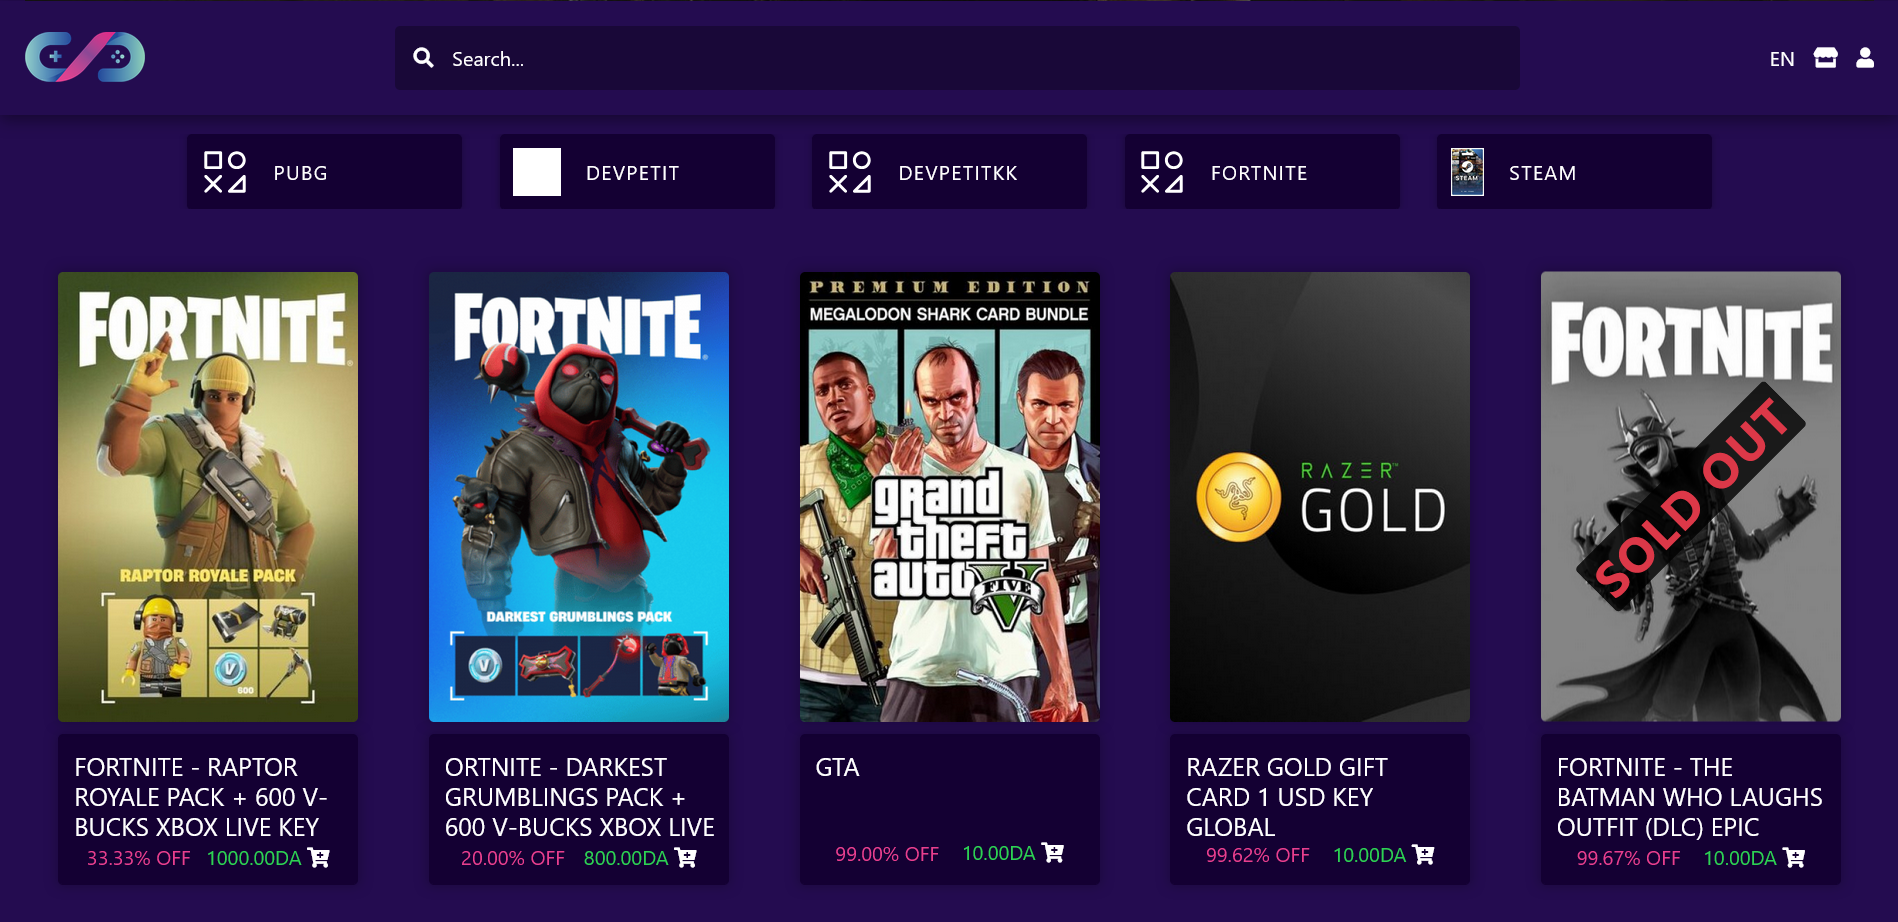 Search...
EN
PUBG
DEVPETIT
DEVPETITKK
FORTNITE
STEAM
STEAM
FORTNITE
RAPTOR ROYALE PACK
V
600
FORTNITE
DARKEST GRUMBLINGS PACK
V
PREMIUM EDITION
MEGALODON SHARK CARD BUNDLE
grand
theft
auto
V
FIVE
RAZER™
GOLD
FORTNITE
SOLD OUT
FORTNITE - RAPTOR
ROYALE PACK + 600 V-
BUCKS XBOX LIVE KEY
33.33% OFF 1000.00DA
ORTNITE - DARKEST
GRUMBLINGS PACK +
600 V-BUCKS XBOX LIVE
20.00% OFF 800.00DA
GTA
99.00% OFF 10.00DA
RAZER GOLD GIFT
CARD 1 USD KEY
GLOBAL
99.62% OFF 10.00DA
FORTNITE - THE
BATMAN WHO LAUGHS
OUTFIT (DLC) EPIC
99.67% OFF 10.00DA